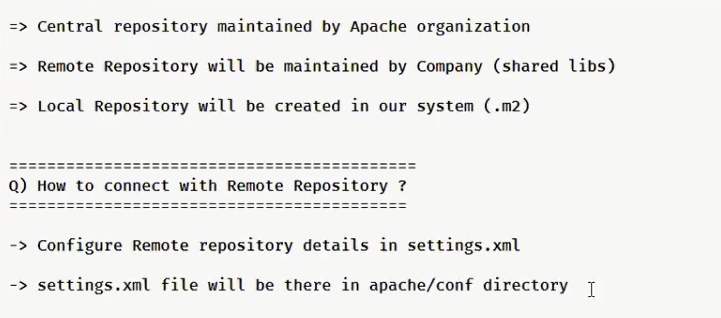 => Central repository maintained by Apache organization
=> Remote Repository will be maintained by Company (shared libs)
=> Local Repository will be created in our system (.m2)
===========================================
Q) How to connect with Remote Repository ?
==========================================
-> Configure Remote repository details in settings.xml
-> settings.xml file will be there in apache/conf directory